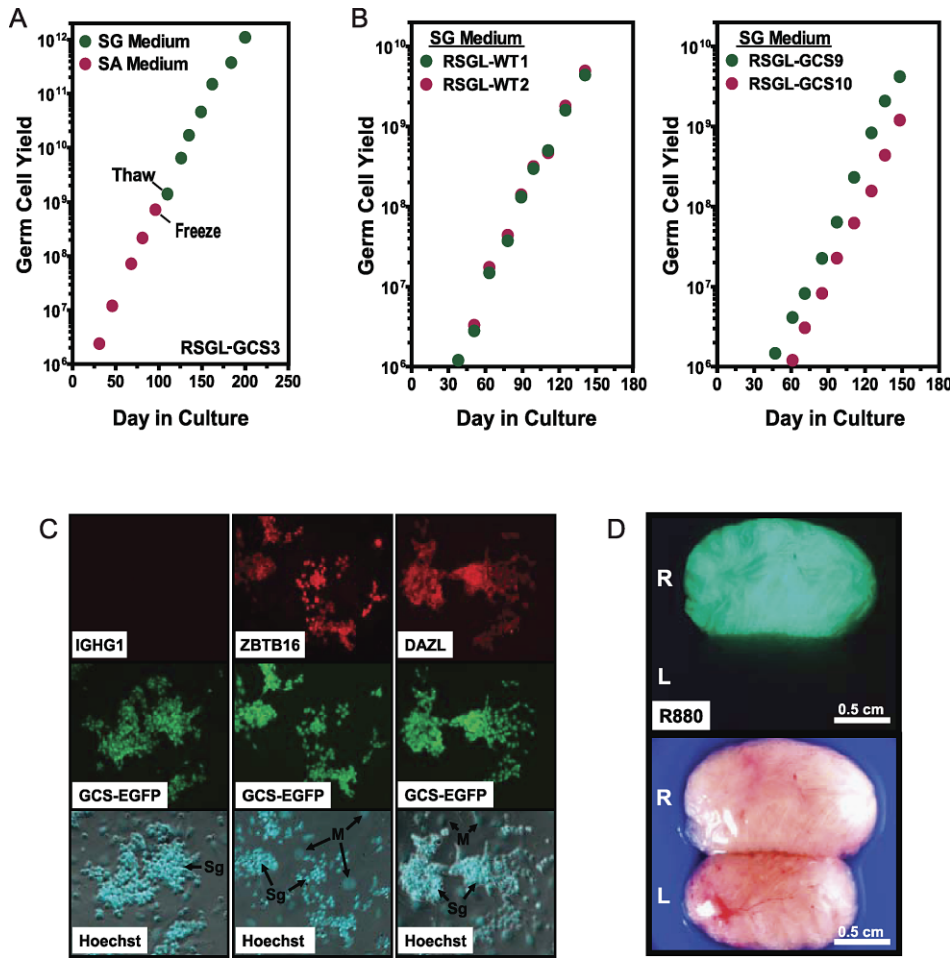 A
Germ Cell Yield
10¹²
10¹¹
10¹⁰
10⁹
10⁸
10⁷
10⁶
SG Medium
SA Medium
Thaw
Freeze
RSGL-GCS3
0 50 100 150 200 250
Day in Culture
B
Germ Cell Yield
10¹⁰
10⁹
10⁸
10⁷
10⁶
SG Medium
RSGL-WT1
RSGL-WT2
0 30 60 90 120 150 180
Day in Culture
Germ Cell Yield
10¹⁰
10⁹
10⁸
10⁷
10⁶
SG Medium
RSGL-GCS9
RSGL-GCS10
0 30 60 90 120 150 180
Day in Culture
C
IGHG1
ZBTB16
DAZL
GCS-EGFP
GCS-EGFP
GCS-EGFP
Sg
Hoechst
M
Sg
Hoechst
M
Sg
Hoechst
D
R
L
R880
0.5 cm
R
L
0.5 cm